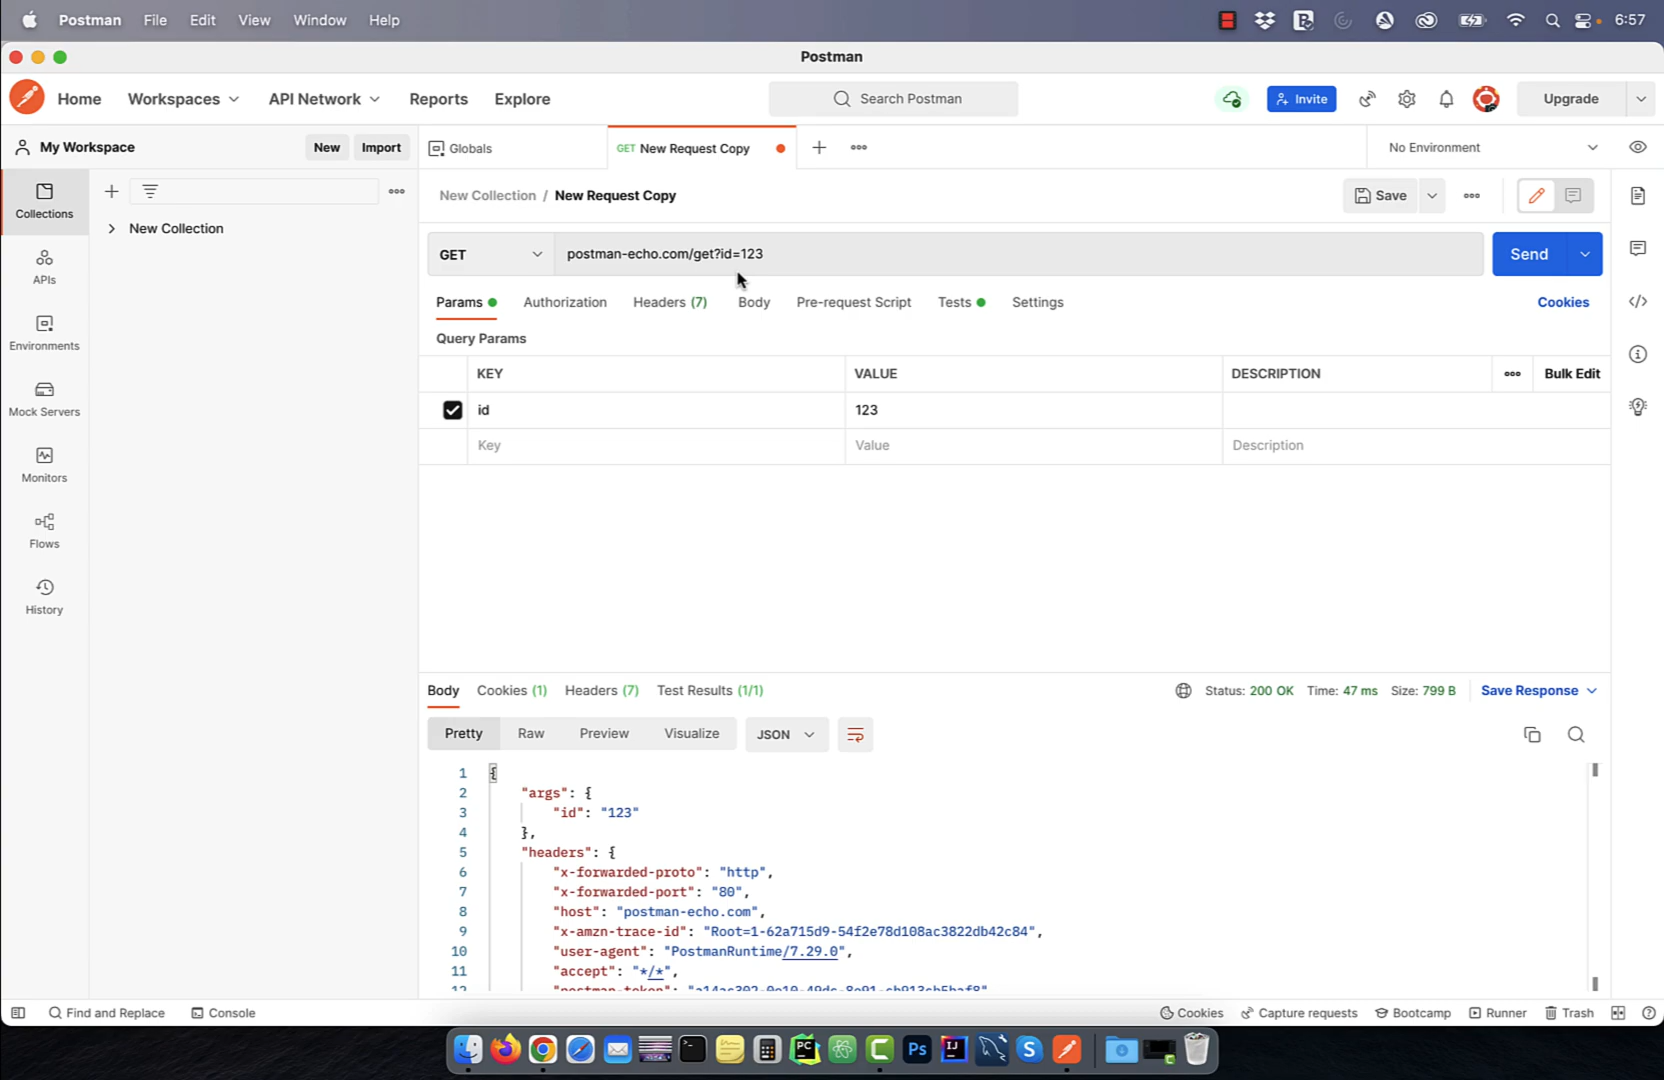 Postman File Edit View Window Help 6:57
Postman
Home Workspaces API Network Reports Explore Search Postman Invite Upgrade
My Workspace New Import Globals GET New Request Copy No Environment
Collections
New Collection / New Request Copy Save
New Collection
GET postman-echo.com/get?id=123 Send
APIs
Params Authorization Headers (7) Body Pre-request Script Tests Settings Cookies
Environments
Query Params
KEY VALUE DESCRIPTION Bulk Edit
id 123
Mock Servers
Key Value Description
Monitors
Flows
History
Body Cookies (1) Headers (7) Test Results (1/1) Status: 200 OK Time: 47 ms Size: 799 B Save Response
Pretty Raw Preview Visualize JSON
1 {
2 "args": {
3 "id": "123"
4 },
5 "headers": {
6 "x-forwarded-proto": "http",
7 "x-forwarded-port": "80",
8 "host": "postman-echo.com",
9 "x-amzn-trace-id": "Root=1-62a715d9-54f2e78d108ac3822db42c84",
10 "user-agent": "PostmanRuntime/7.29.0",
11 "accept": "*/*",
12 "postman-token":
Find and Replace Console Cookies Capture requests Bootcamp Runner Trash
PC Ps IJ